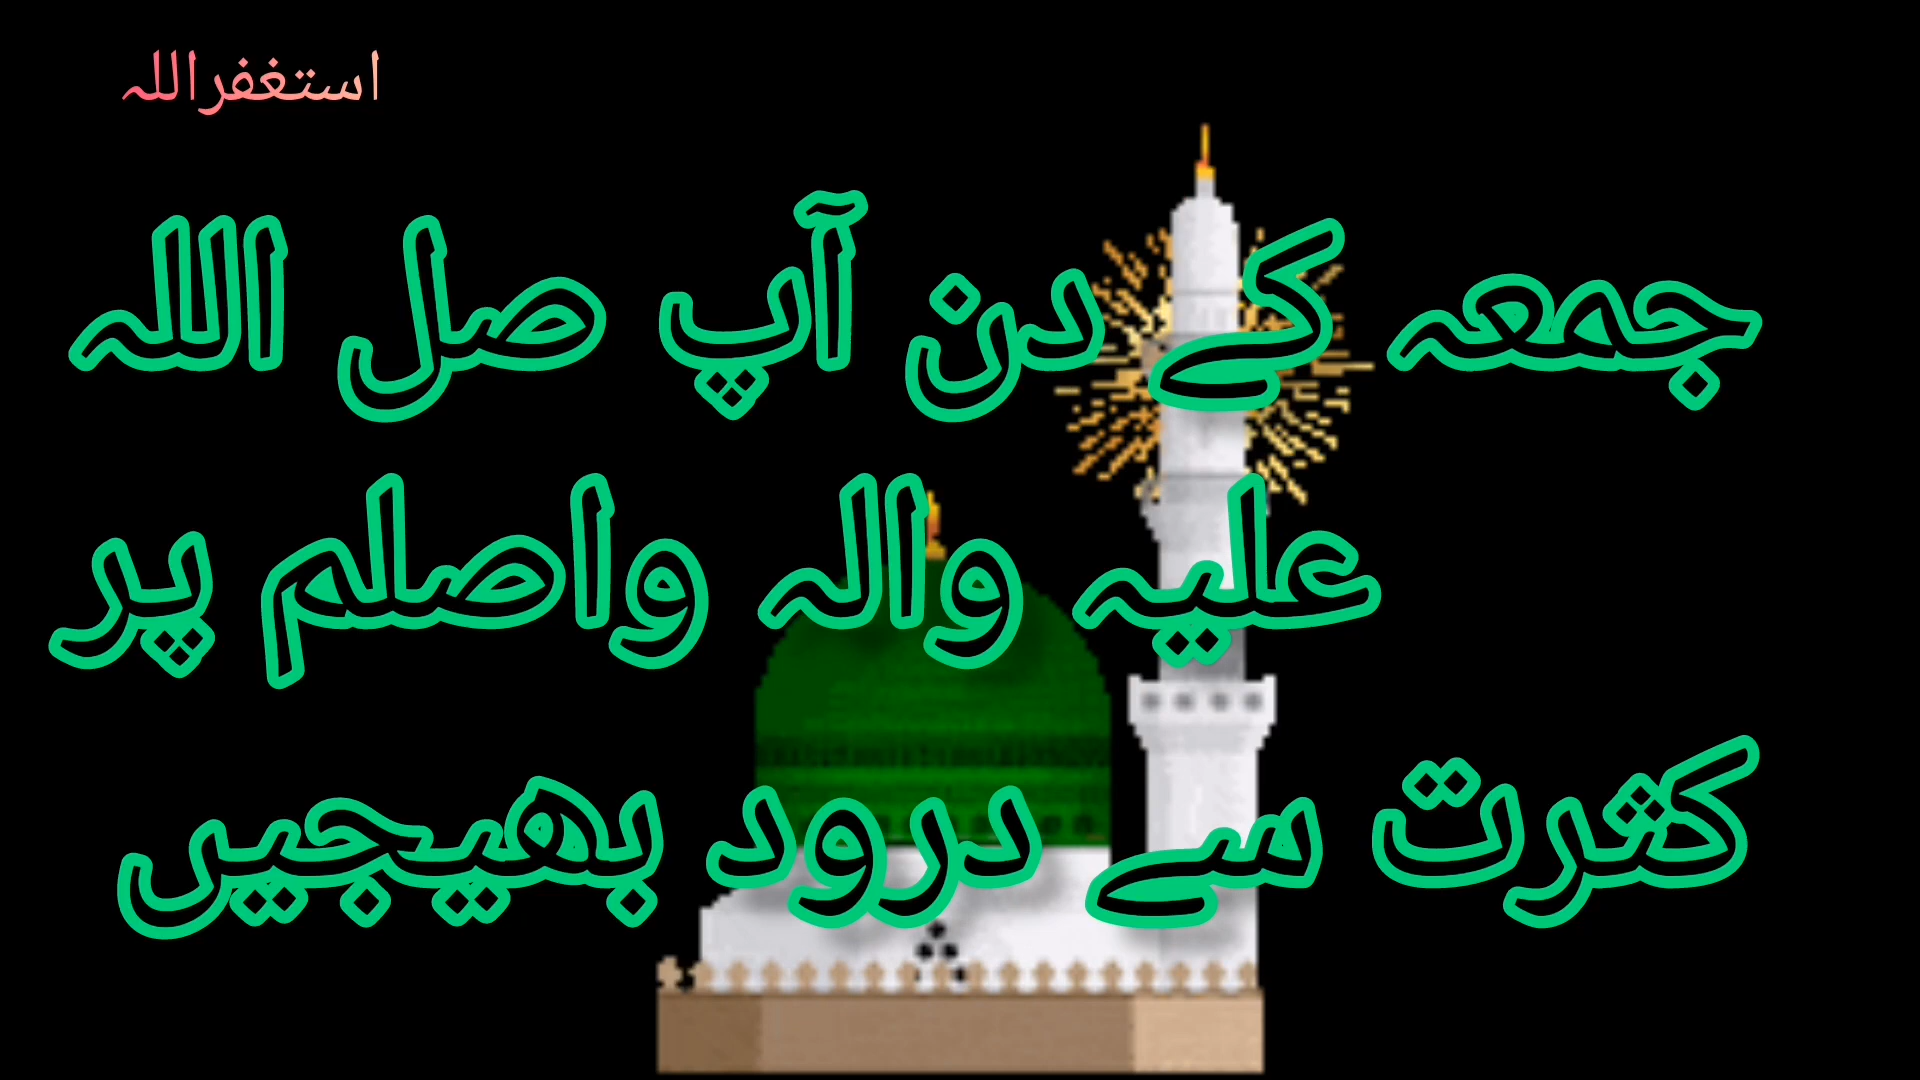 استغفراللہ
جمعہ کے دن آپ صل اللہ
علیہ والہ واصلم پر
کثرت سے درود بھیجیں